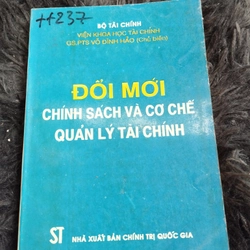 H237
BỘ TÀI CHÍNH
VIỆN KHOA HỌC TÀI CHÍNH
GS.PTS VÕ ĐÌNH HẢO (Chủ biên)
ĐỔI MỚI
CHÍNH SÁCH VÀ CƠ CHẾ
QUẢN LÝ TÀI CHÍNH
ST NHÀ XUẤT BẢN CHÍNH TRỊ QUỐC GIA